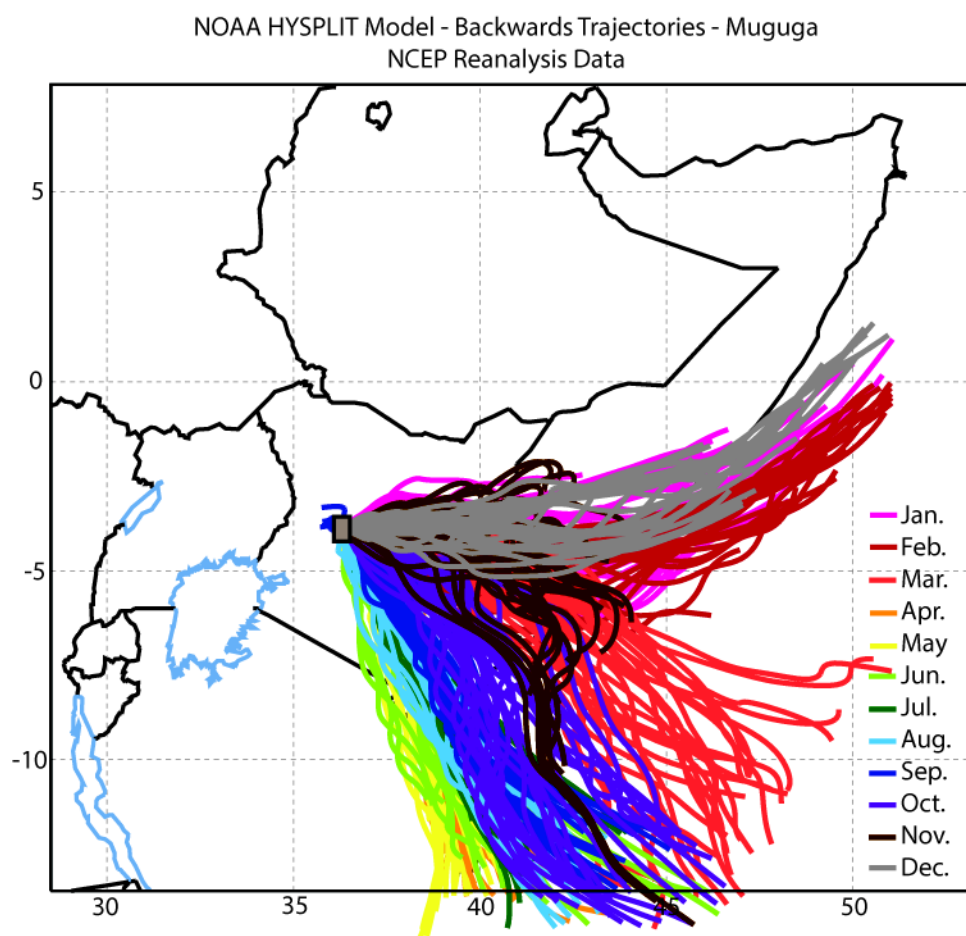 NOAA HYSPLIT Model - Backwards Trajectories - Muguga
NCEP Reanalysis Data
5
0
-5
-10
30
35
40
45
50
Jan.
Feb.
Mar.
Apr.
May
Jun.
Jul.
Aug.
Sep.
Oct.
Nov.
Dec.